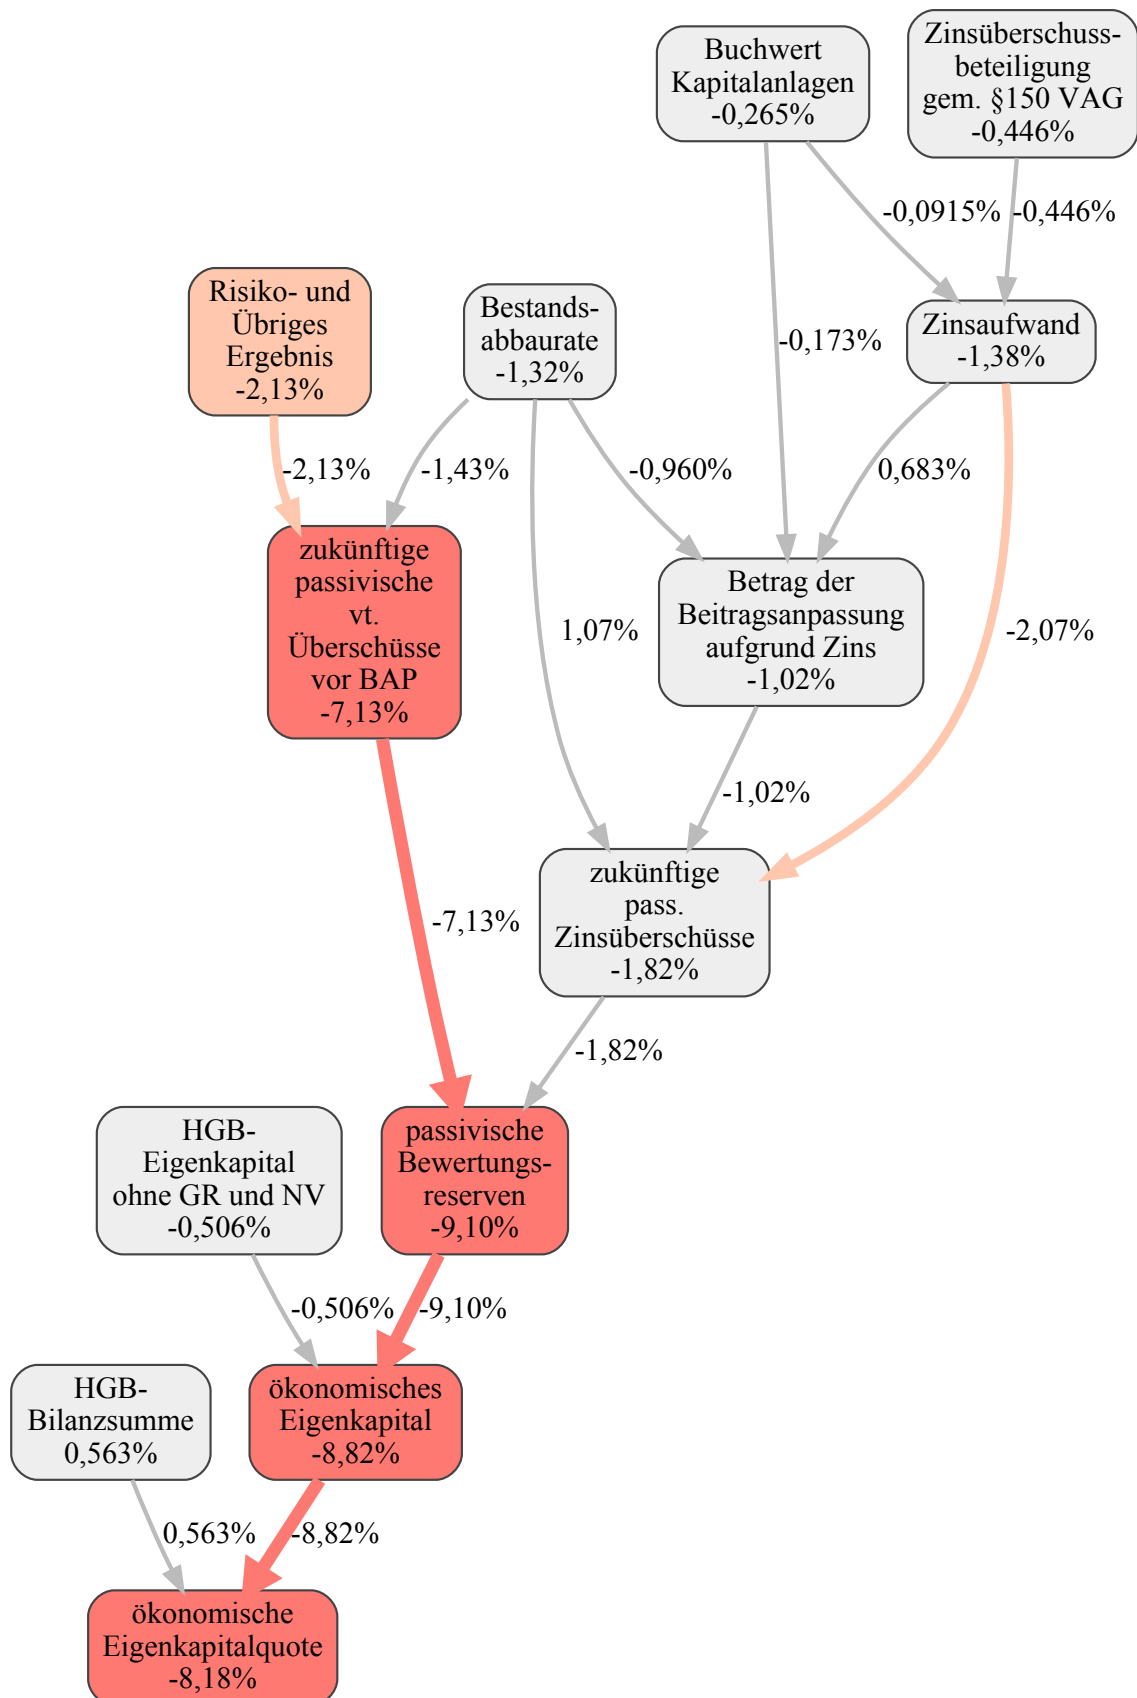 Buchwert
Kapitalanlagen
-0,265%
Zinsüberschuss-
beteiligung
gem. §150 VAG
-0,446%
-0,0915%
-0,446%
Risiko- und
Übriges
Ergebnis
-2,13%
Bestands-
abbaurate
-1,32%
-0,173%
Zinsaufwand
-1,38%
-2,13%
-1,43%
-0,960%
0,683%
zukünftige
passivische
vt.
Überschüsse
vor BAP
-7,13%
1,07%
Betrag der
Beitragsanpassung
aufgrund Zins
-1,02%
-2,07%
-1,02%
-7,13%
zukünftige
pass.
Zinsüberschüsse
-1,82%
-1,82%
HGB-
Eigenkapital
ohne GR und NV
-0,506%
passivische
Bewertungs-
reserven
-9,10%
-0,506%
-9,10%
HGB-
Bilanzsumme
0,563%
ökonomisches
Eigenkapital
-8,82%
0,563%
-8,82%
ökonomische
Eigenkapitalquote
-8,18%